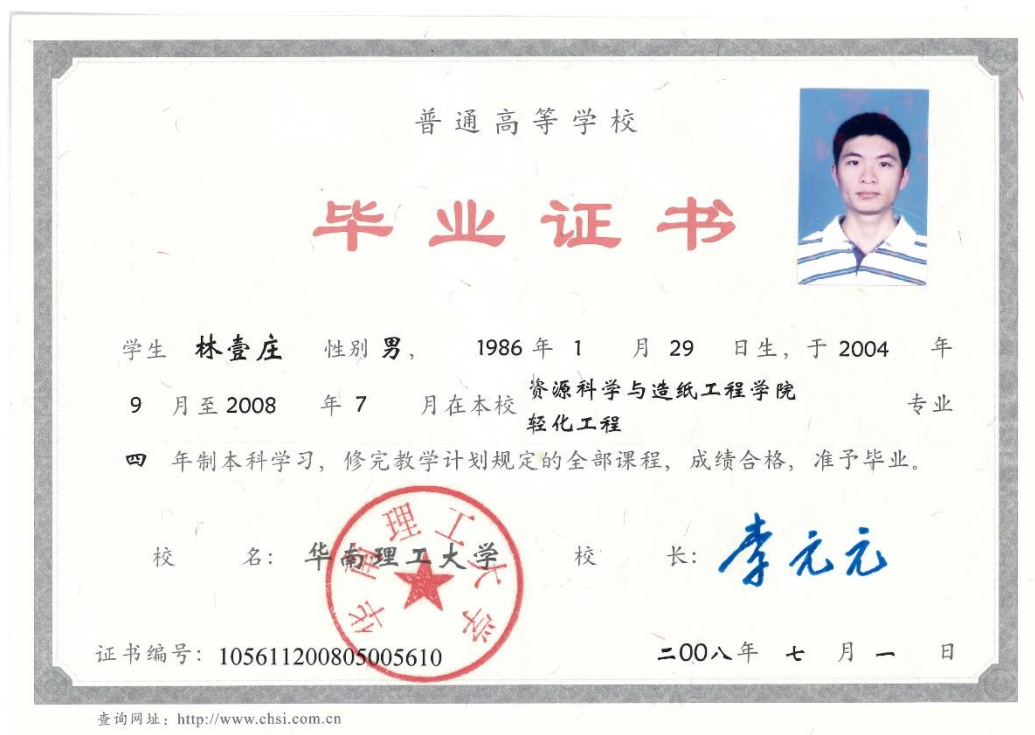 普通高等学校
毕业证书
学生 林壹庄 性别 男， 1986 年 1 月 29 日生，于 2004 年
9 月至 2008 年 7 月在本校 资源科学与造纸工程学院 轻化工程 专业
四 年制本科学习，修完教学计划规定的全部课程，成绩合格，准予毕业。
校 名： 华南理工大学 校 长： 李元元
华南理工大学
证书编号： 105611200805005610 二00八年 七 月 一 日
查询网址：http://www.chsi.com.cn